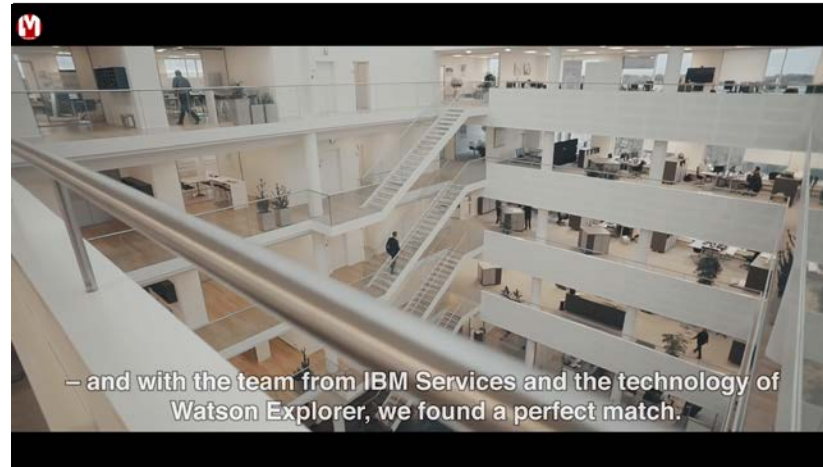 M
– and with the team from IBM Services and the technology of
Watson Explorer, we found a perfect match.